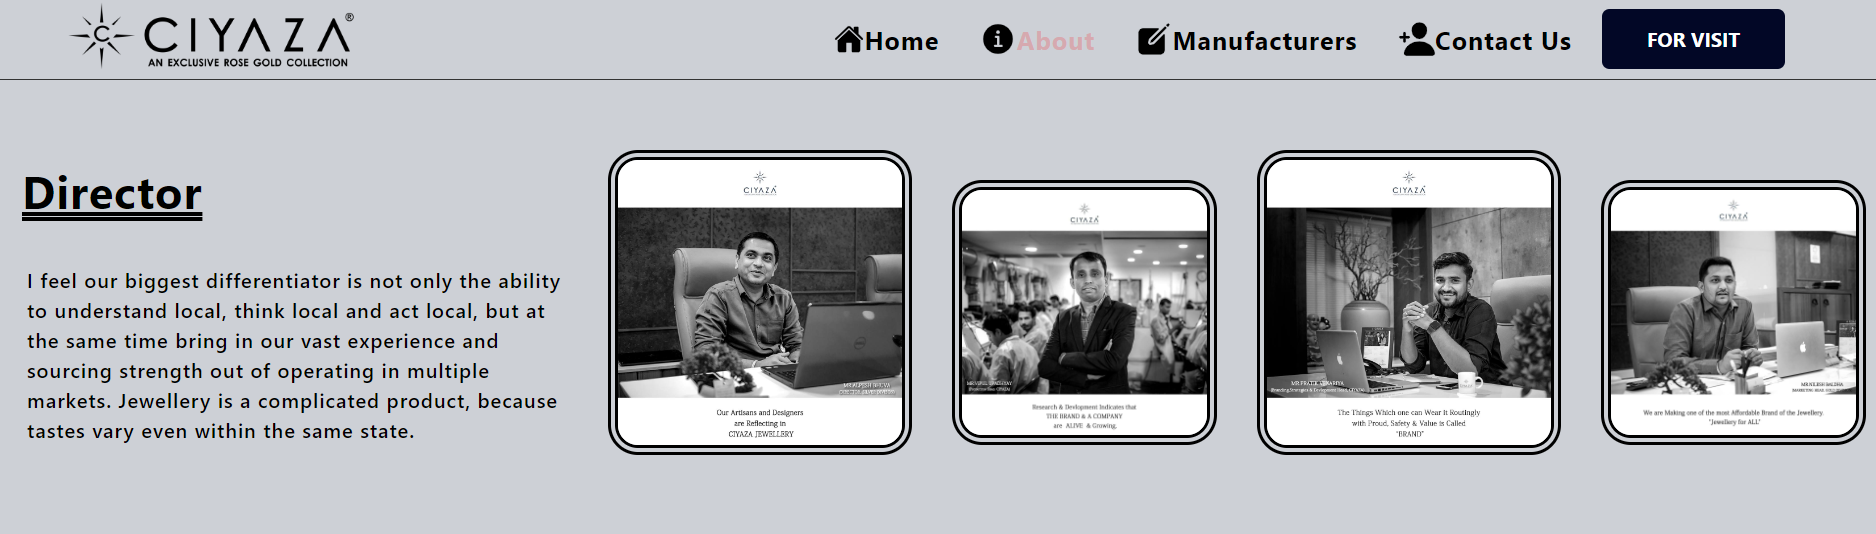 CIYAZA®
AN EXCLUSIVE ROSE GOLD COLLECTION
Home
About
Manufacturers
Contact Us
FOR VISIT
Director
I feel our biggest differentiator is not only the ability
to understand local, think local and act local, but at
the same time bring in our vast experience and
sourcing strength out of operating in multiple
markets. Jewellery is a complicated product, because
tastes vary even within the same state.
CIYAZA
DELL
Our Artisans and Designers
are Reflecting in
CIYAZA JEWELLERY
CIYAZA
Research & Devlopment Indicates that
THE BRAND & A COMPANY
are ALIVE & Growing.
CIYAZA
The Things Which one can Wear It Routingly
with Proud, Safety & Value is Called
"BRAND"
CIYAZA
We are Making one of the most Affordable Brand of the Jewellery.
"Jewellery for ALL"